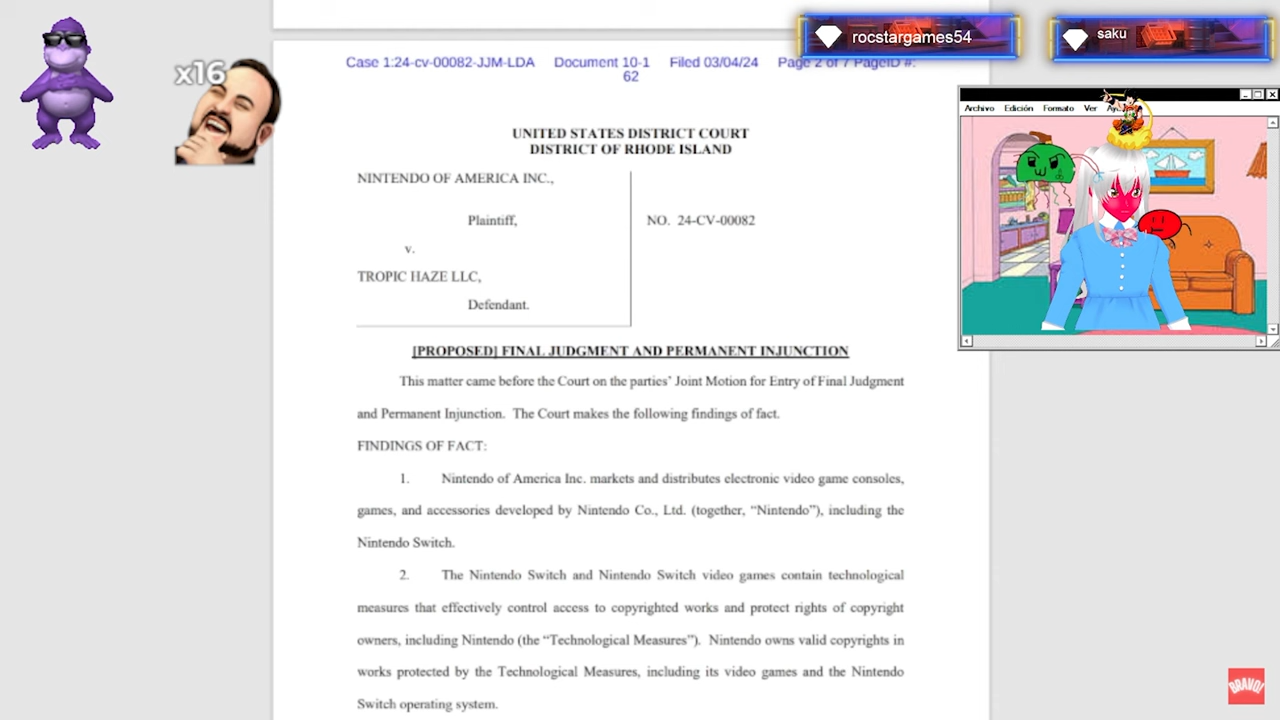 x16
rocstargames54
saku
Case 1:24-cv-00082-JJM-LDA Document 10-1 Filed 03/04/24 Page 2 of 7 PageID #:
62
Archivo Edición Formato Ver
UNITED STATES DISTRICT COURT
DISTRICT OF RHODE ISLAND
NINTENDO OF AMERICA INC.,
Plaintiff,
NO. 24-CV-00082
v.
TROPIC HAZE LLC,
Defendant.
[PROPOSED] FINAL JUDGMENT AND PERMANENT INJUNCTION
This matter came before the Court on the parties' Joint Motion for Entry of Final Judgment
and Permanent Injunction. The Court makes the following findings of fact.
FINDINGS OF FACT:
1. Nintendo of America Inc. markets and distributes electronic video game consoles,
games, and accessories developed by Nintendo Co., Ltd. (together, “Nintendo”), including the
Nintendo Switch.
2. The Nintendo Switch and Nintendo Switch video games contain technological
measures that effectively control access to copyrighted works and protect rights of copyright
owners, including Nintendo (the “Technological Measures”). Nintendo owns valid copyrights in
works protected by the Technological Measures, including its video games and the Nintendo
Switch operating system.
BRAVO!